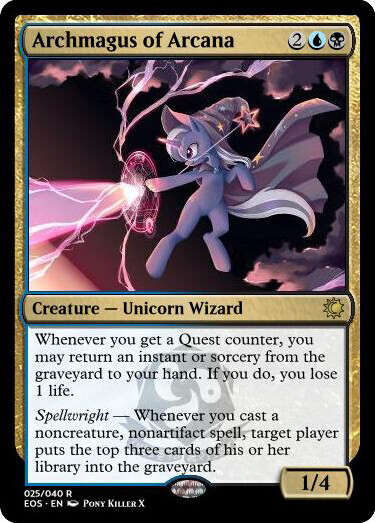 Archmagus of Arcana 2
Creature — Unicorn Wizard
Whenever you get a Quest counter, you
may return an instant or sorcery from the
graveyard to your hand. If you do, you lose
1 life.
Spellwright — Whenever you cast a
noncreature, nonartifact spell, target player
puts the top three cards of his or her
library into the graveyard.
1/4
025/040 R
EOS • EN Pony Killer X